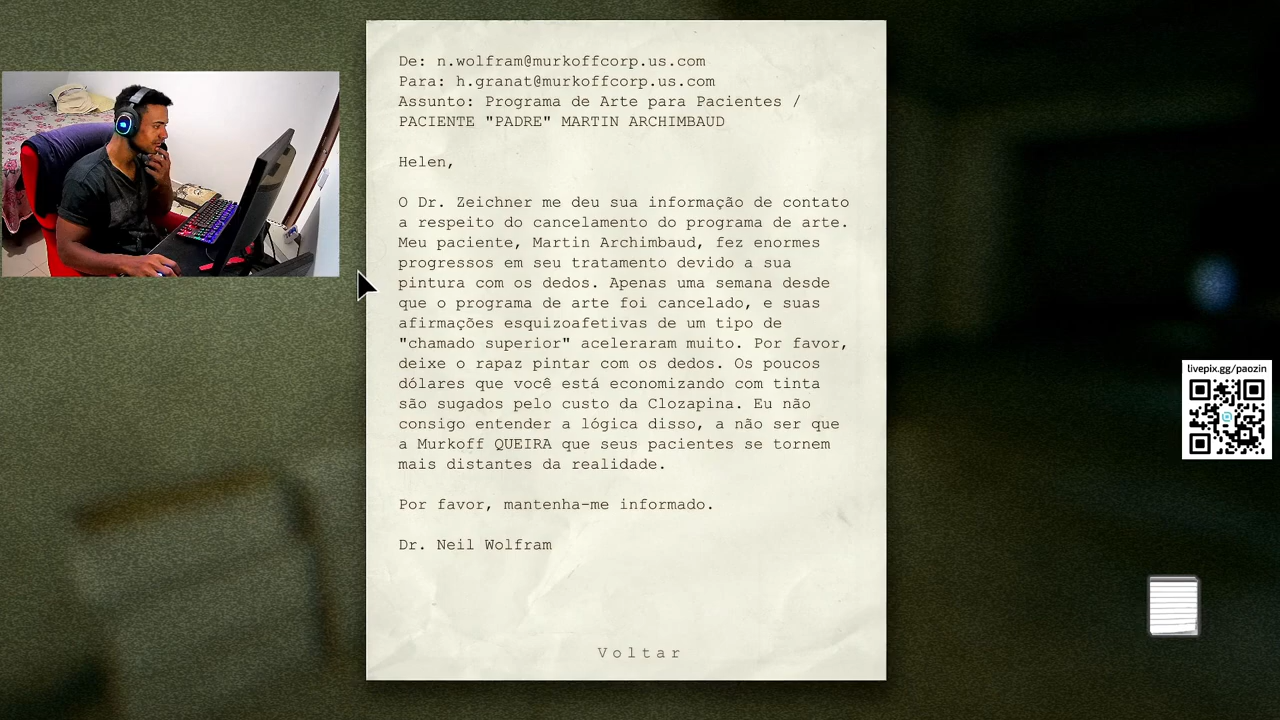 De: n.wolfram@murkoffcorp.us.com
Para: h.granat@murkoffcorp.us.com
Assunto: Programa de Arte para Pacientes /
PACIENTE "PADRE" MARTIN ARCHIMBAUD
Helen,
O Dr. Zeichner me deu sua informação de contato
a respeito do cancelamento do programa de arte.
Meu paciente, Martin Archimbaud, fez enormes
progressos em seu tratamento devido a sua
pintura com os dedos. Apenas uma semana desde
que o programa de arte foi cancelado, e suas
afirmações esquizoafetivas de um tipo de
"chamado superior" aceleraram muito. Por favor,
deixe o rapaz pintar com os dedos. Os poucos
dólares que você está economizando com tinta
são sugados pelo custo da Clozapina. Eu não
consigo entender a lógica disso, a não ser que
a Murkoff QUEIRA que seus pacientes se tornem
mais distantes da realidade.
Por favor, mantenha-me informado.
Dr. Neil Wolfram
Voltar
livepix.gg/paozin